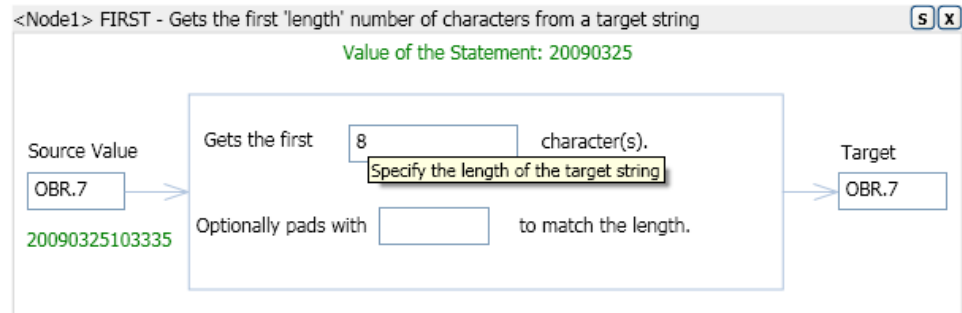 <Node1> FIRST - Gets the first 'length' number of characters from a target string S X
Value of the Statement: 20090325
Gets the first 8 character(s).
Source Value
Target
Specify the length of the target string
OBR.7
OBR.7
Optionally pads with to match the length.
20090325103335